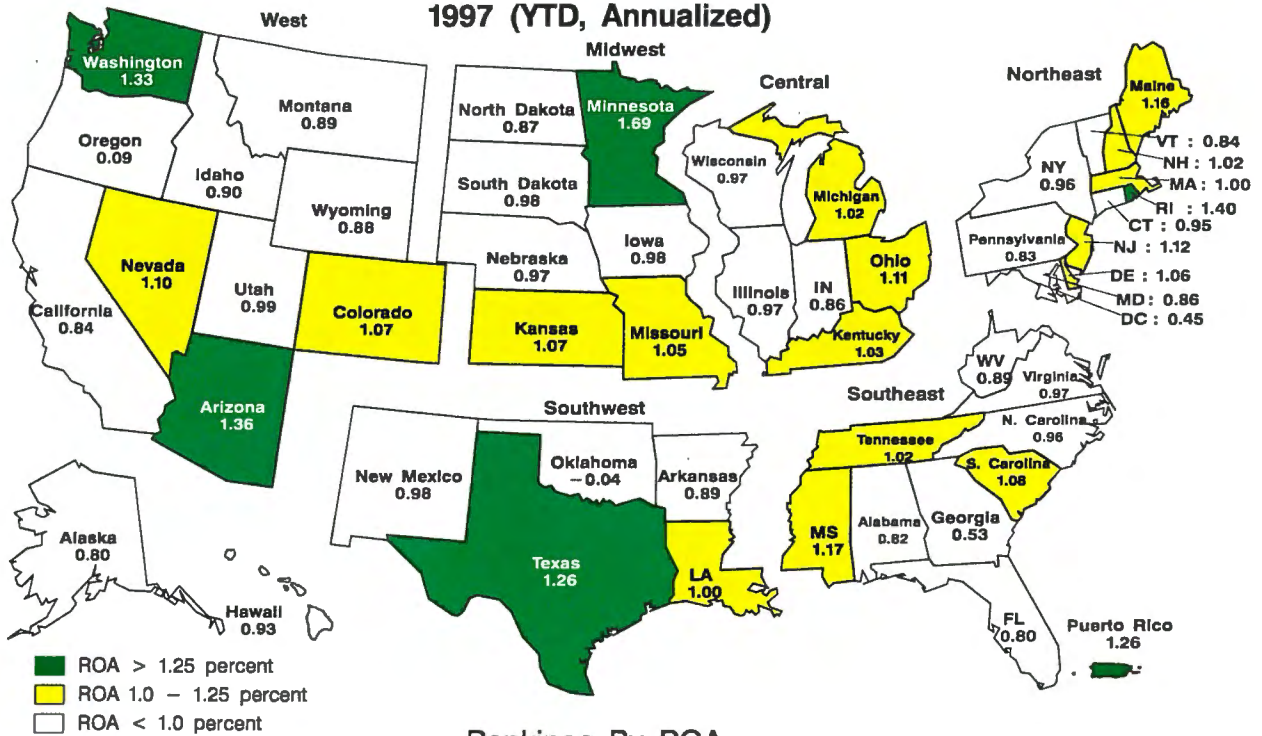 1997 (YTD, Annualized)
West
Washington
1.33
Oregon
0.09
Montana
0.89
Idaho
0.90
Wyoming
0.88
Nevada
1.10
California
0.84
Utah
0.99
Colorado
1.07
Arizona
1.36
Alaska
0.80
Hawaii
0.93
Midwest
North Dakota
0.87
Minnesota
1.69
South Dakota
0.98
Nebraska
0.97
Iowa
0.98
Kansas
1.07
Missouri
1.05
Central
Wisconsin
0.97
Michigan
1.02
Illinois
0.97
IN
0.86
Ohio
1.11
Kentucky
1.03
Northeast
Maine
1.16
NY
0.96
VT : 0.84
NH : 1.02
MA : 1.00
RI : 1.40
CT : 0.95
NJ : 1.12
Pennsylvania
0.83
DE : 1.06
MD : 0.86
DC : 0.45
Southwest
New Mexico
0.98
Oklahoma
-0.04
Arkansas
0.89
Texas
1.26
LA
1.00
Southeast
WV
0.89
Virginia
0.97
N. Carolina
0.96
Tennessee
1.02
S. Carolina
1.08
MS
1.17
Alabama
0.82
Georgia
0.53
FL
0.80
Puerto Rico
1.26
ROA > 1.25 percent
ROA 1.0 - 1.25 percent
ROA < 1.0 percent
Rankings By ROA